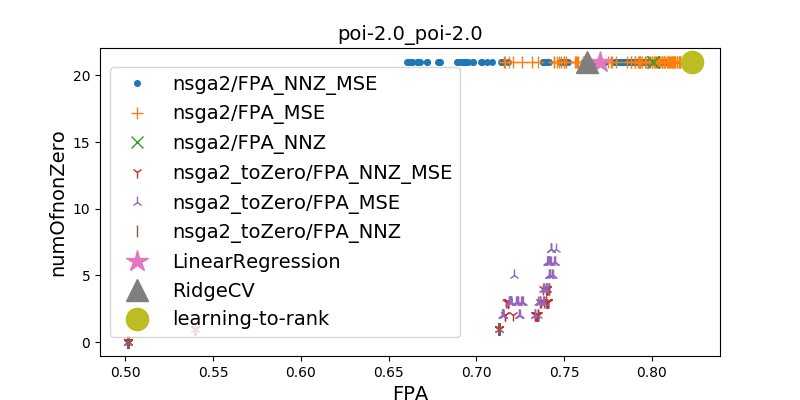 poi-2.0_poi-2.0
numOfnonZero
20
15
10
5
0
nsga2/FPA_NNZ_MSE
nsga2/FPA_MSE
nsga2/FPA_NNZ
nsga2_toZero/FPA_NNZ_MSE
nsga2_toZero/FPA_MSE
nsga2_toZero/FPA_NNZ
LinearRegression
RidgeCV
learning-to-rank
0.50 0.55 0.60 0.65 0.70 0.75 0.80
FPA